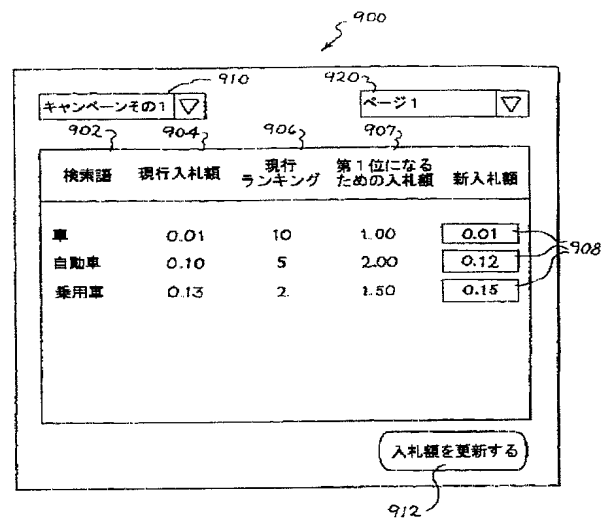 900
910
920
キャンペーンその1
ページ1
902
904
906
907
検索語 現行入札額 現行ランキング 第1位になるための入札額 新入札額
車 0.01 10 1.00 0.01
自動車 0.10 5 2.00 0.12
乗用車 0.13 2 1.50 0.15
908
入札額を更新する
912